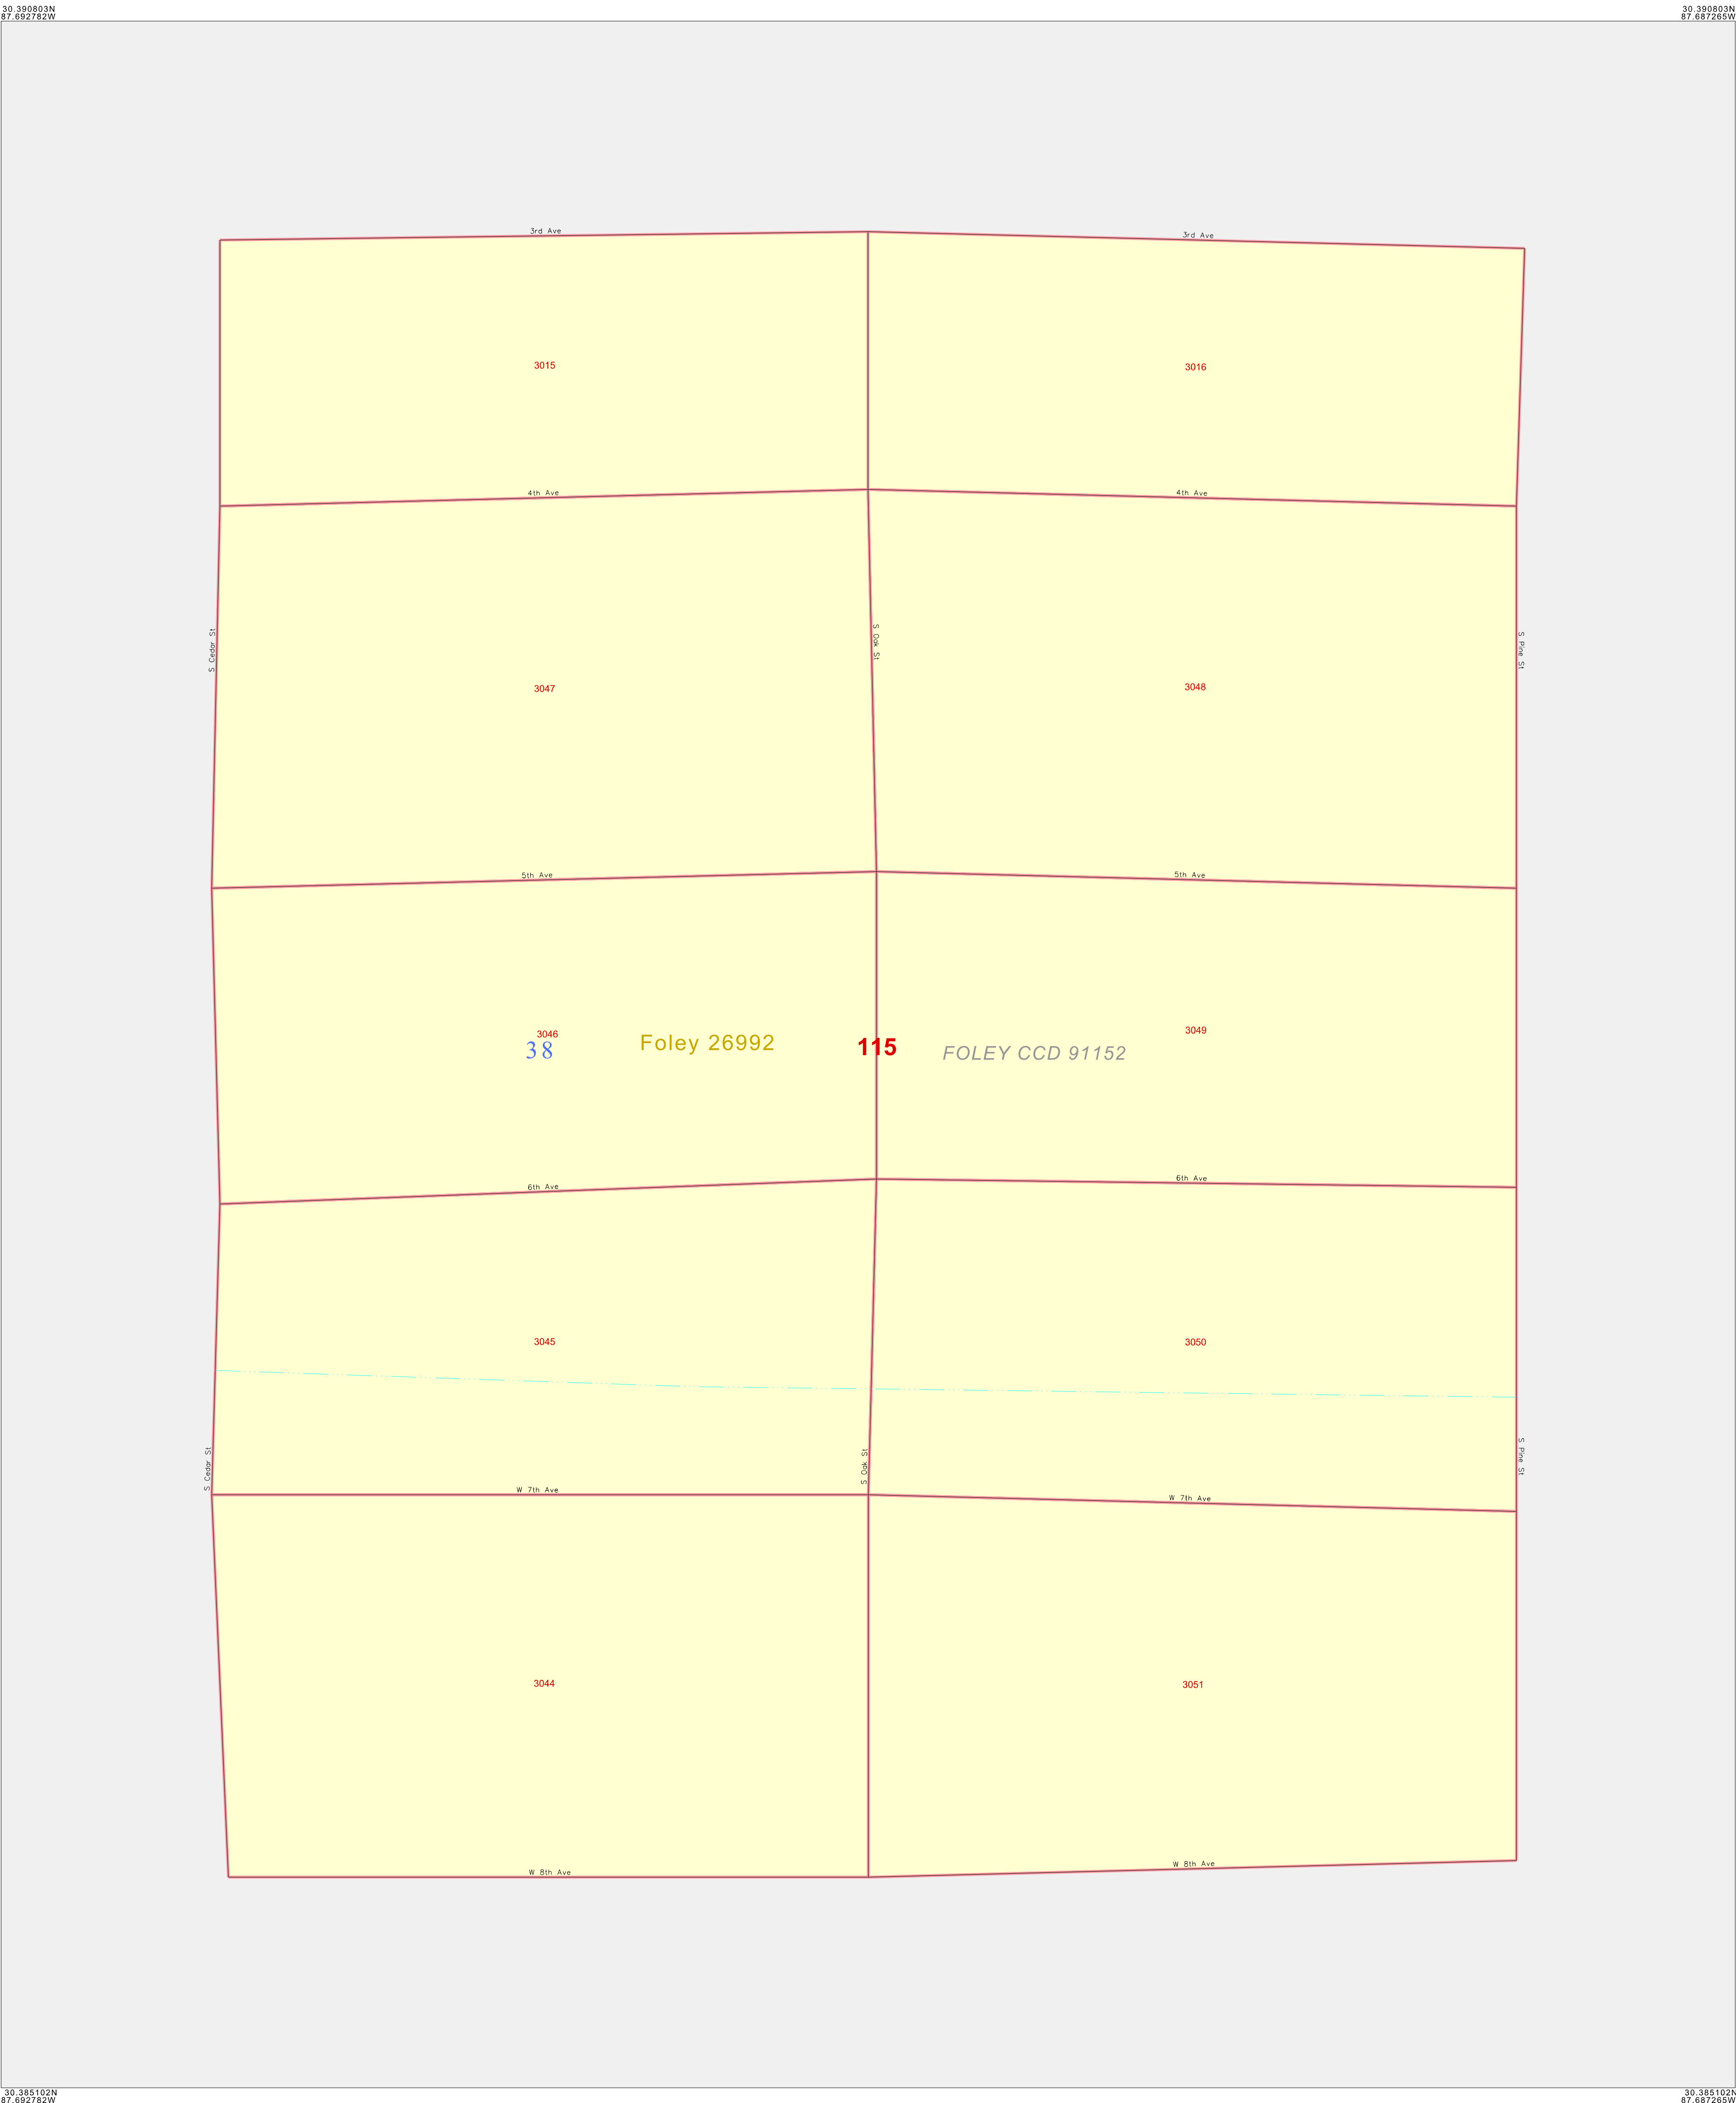 30.390803N
87.692782W
30.390803N
87.687265W
3rd Ave
3rd Ave
3015
3016
4th Ave
4th Ave
S Cedar St
S Oak St
S Pine St
3047
3048
5th Ave
5th Ave
3046
3049
38
Foley 26992
115
FOLEY CCD 91152
6th Ave
6th Ave
3045
3050
S Cedar St
S Oak St
S Pine St
W 7th Ave
W 7th Ave
3044
3051
W 8th Ave
W 8th Ave
30.385102N
87.692782W
30.385102N
87.687265W